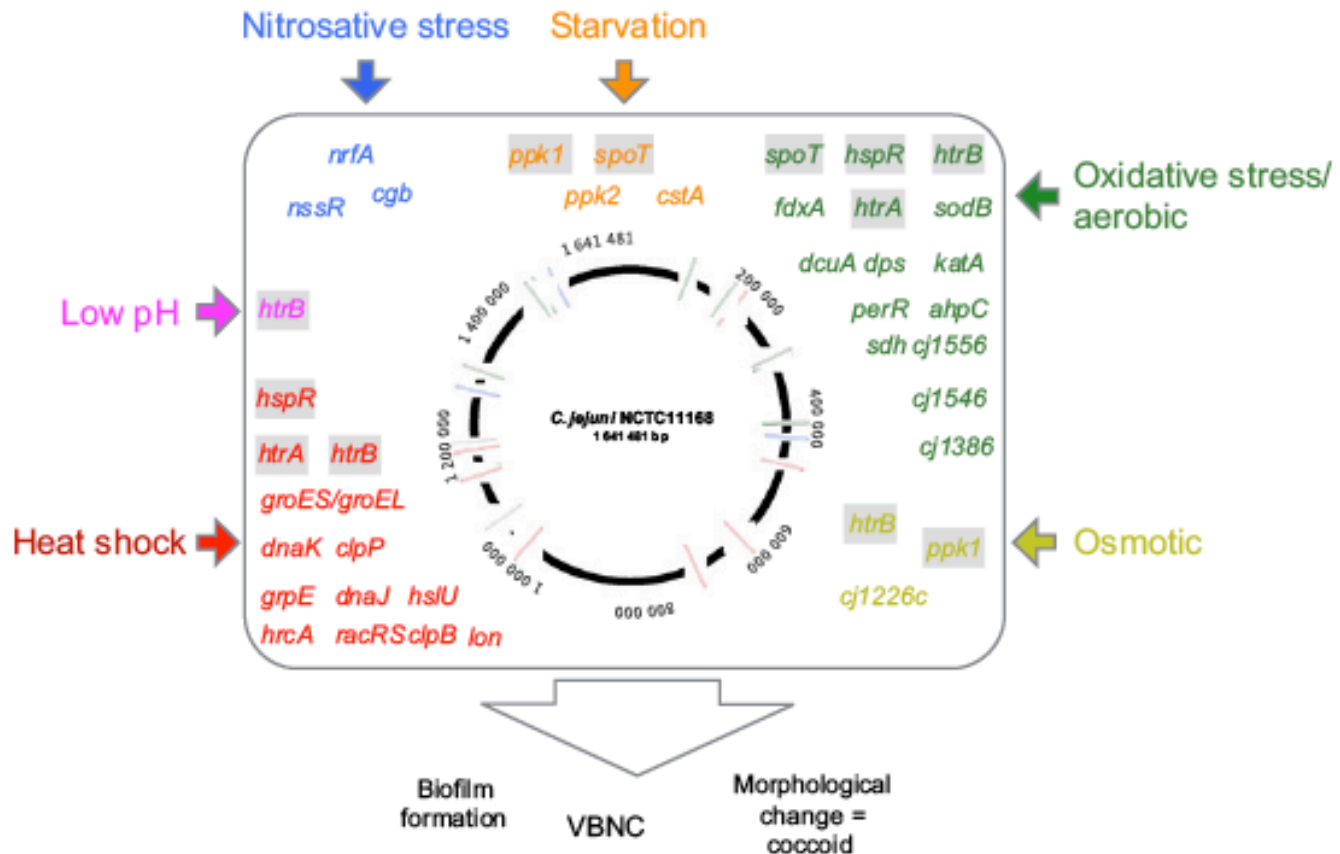 Nitrosative stress
Starvation
nrfA
cgb
nssR
ppk1 spoT
ppk2 cstA
spoT hspR htrB
fdxA htrA sodB
dcuA dps katA
perR ahpC
sdh cj1556
cj1546
cj1386
Oxidative stress/
aerobic
Low pH
htrB
hspR
htrA htrB
groES/groEL
dnaK clpP
grpE dnaJ hslU
hrcA racRS clpB lon
Heat shock
1 641 481
200 000
400 000
600 000
800 000
1 000 000
1 200 000
1 400 000
C. jejuni NCTC11168
1 641 481 bp
htrB
ppk1
cj1226c
Osmotic
Biofilm
formation
VBNC
Morphological
change =
coccoid